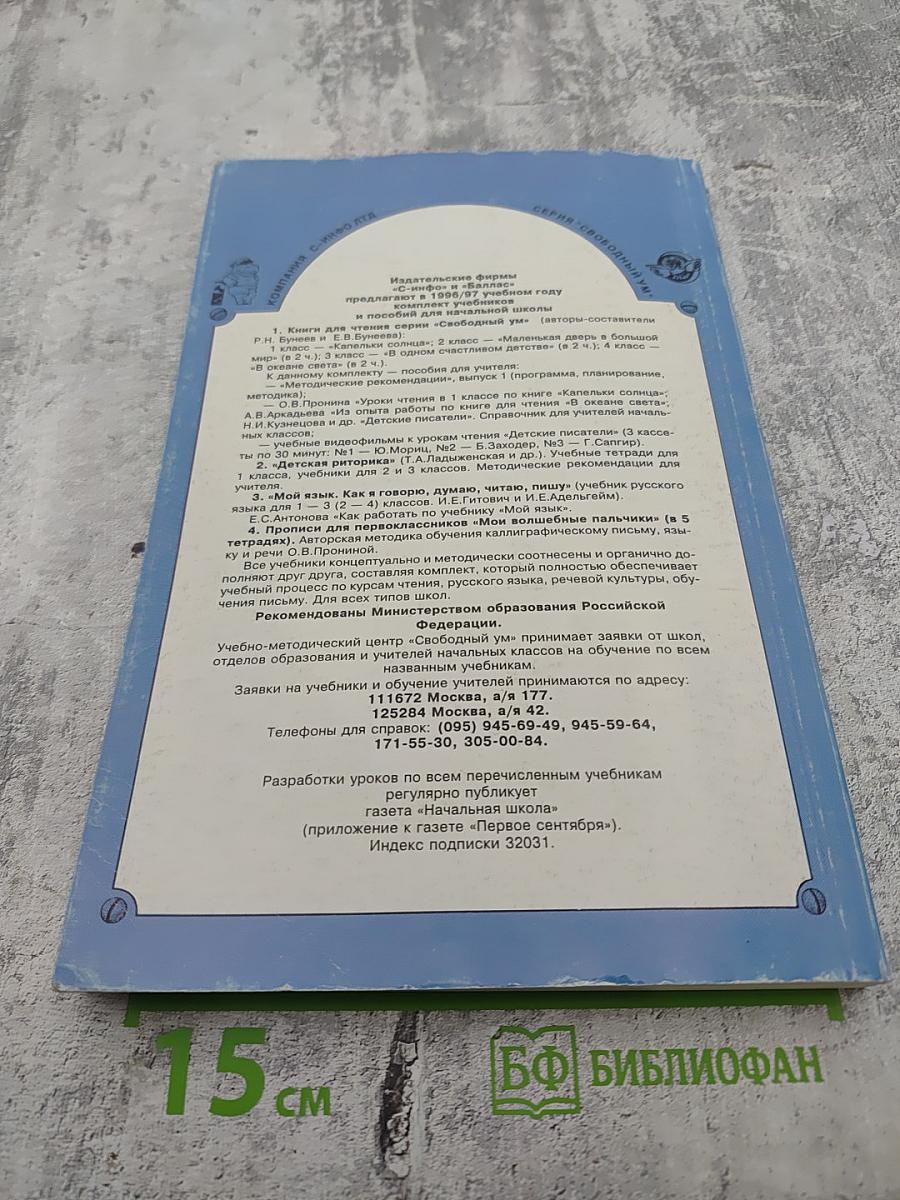 КОМПАНИЯ С-ИНФО ЛТД
СЕРИЯ "СВОБОДНЫЙ УМ"
Издательские фирмы
«С-инфо» и «Баллас»
предлагают в 1996/97 учебном году
комплект учебников
и пособий для начальной школы
1. Книги для чтения серии «Свободный ум» (авторы-составители
Р.Н. Бунеев и Е.В.Бунеева):
1 класс — «Капельки солнца»; 2 класс — «Маленькая дверь в большой
мир» (в 2 ч.); 3 класс — «В одном счастливом детстве» (в 2 ч.); 4 класс —
«В океане света» (в 2 ч.).
К данному комплекту — пособия для учителя:
— «Методические рекомендации», выпуск 1 (программа, планирование,
методика);
— О.В.Пронина «Уроки чтения в 1 классе по книге «Капельки солнца»;
А.В.Аркадьева «Из опыта работы по книге для чтения «В океане света»;
Н.И.Кузнецова и др. «Детские писатели». Справочник для учителей началь-
ных классов;
— учебные видеофильмы к урокам чтения «Детские писатели» (3 кассе-
ты по 30 минут: №1 — Ю.Мориц, №2 — Б.Заходер, №3 — Г.Сапгир).
2. «Детская риторика» (Т.А.Ладыженская и др.). Учебные тетради для
1 класса, учебники для 2 и 3 классов. Методические рекомендации для
учителя.
3. «Мой язык. Как я говорю, думаю, читаю, пишу» (учебник русского
языка для 1 — 3 (2 — 4) классов. И.Е.Гитович и И.Е.Адельгейм).
Е.С.Антонова «Как работать по учебнику «Мой язык».
4. Прописи для первоклассников «Мои волшебные пальчики» (в 5
тетрадях). Авторская методика обучения каллиграфическому письму, язы-
ку и речи О.В.Прониной.
Все учебники концептуально и методически соотнесены и органично до-
полняют друг друга, составляя комплект, который полностью обеспечивает
учебный процесс по курсам чтения, русского языка, речевой культуры, обу-
чения письму. Для всех типов школ.
Рекомендованы Министерством образования Российской
Федерации.
Учебно-методический центр «Свободный ум» принимает заявки от школ,
отделов образования и учителей начальных классов на обучение по всем
названным учебникам.
Заявки на учебники и обучение учителей принимаются по адресу:
111672 Москва, а/я 177.
125284 Москва, а/я 42.
Телефоны для справок: (095) 945-69-49, 945-59-64,
171-55-30, 305-00-84.
Разработки уроков по всем перечисленным учебникам
регулярно публикует
газета «Начальная школа»
(приложение к газете «Первое сентября»).
Индекс подписки 32031.
15 см
БФ БИБЛИОФАН